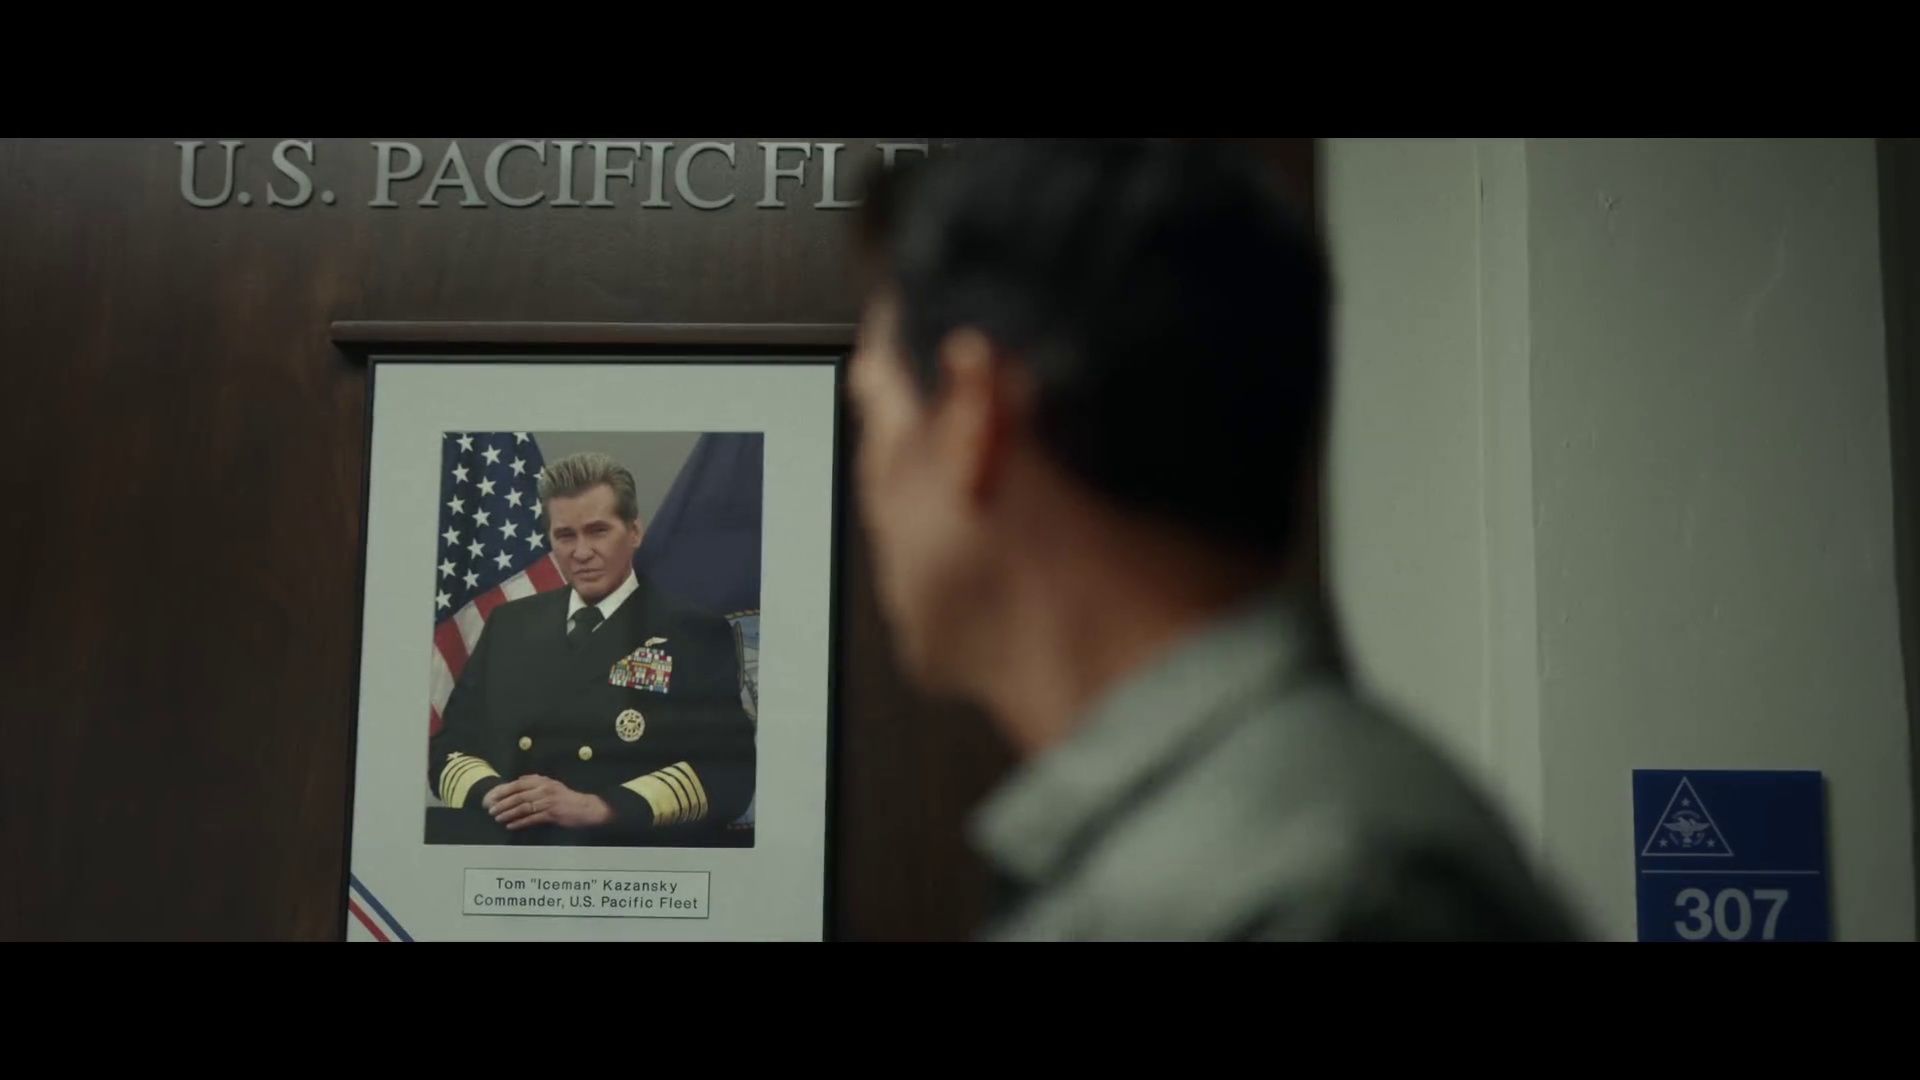 U.S. PACIFIC FLE
Tom "Iceman" Kazansky
Commander, U.S. Pacific Fleet
307